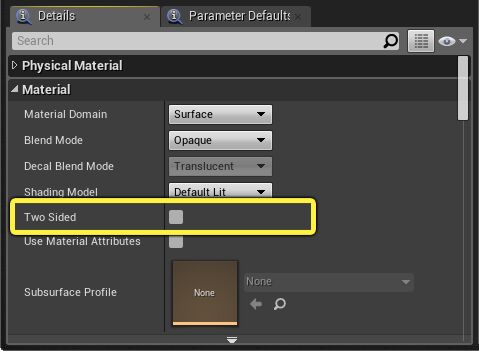 Details Parameter Defaults
Search
Physical Material
Material
Material Domain Surface
Blend Mode Opaque
Decal Blend Mode Translucent
Shading Model Default Lit
Two Sided
Use Material Attributes
Subsurface Profile None None